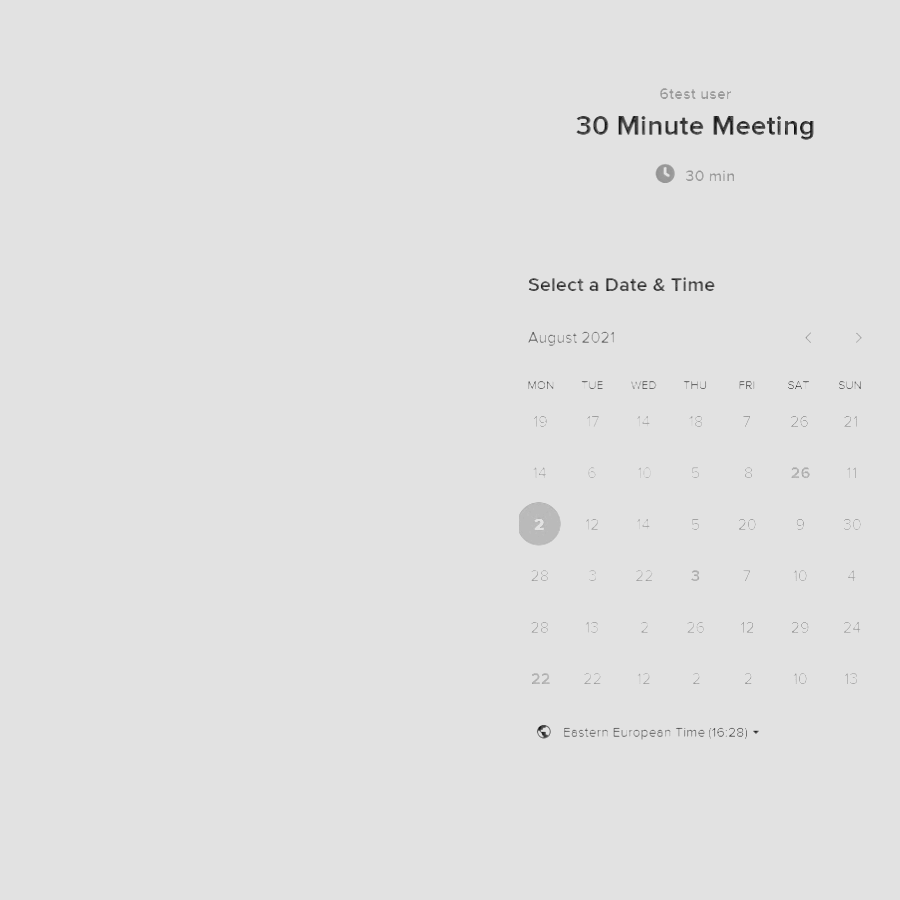 6test user
30 Minute Meeting
30 min
Select a Date & Time
August 2021
MON TUE WED THU FRI SAT SUN
19 17 14 18 7 26 21
14 6 10 5 8 26 11
2 12 14 5 20 9 30
28 3 22 3 7 10 4
28 13 2 26 12 29 24
22 22 12 2 2 10 13
Eastern European Time (16:28)